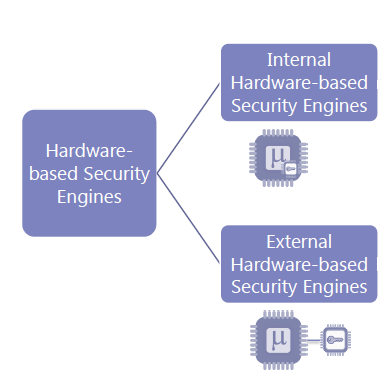 Internal
Hardware-based
Security Engines
μ
Hardware-
based Security
Engines
External
Hardware-based
Security Engines
μ